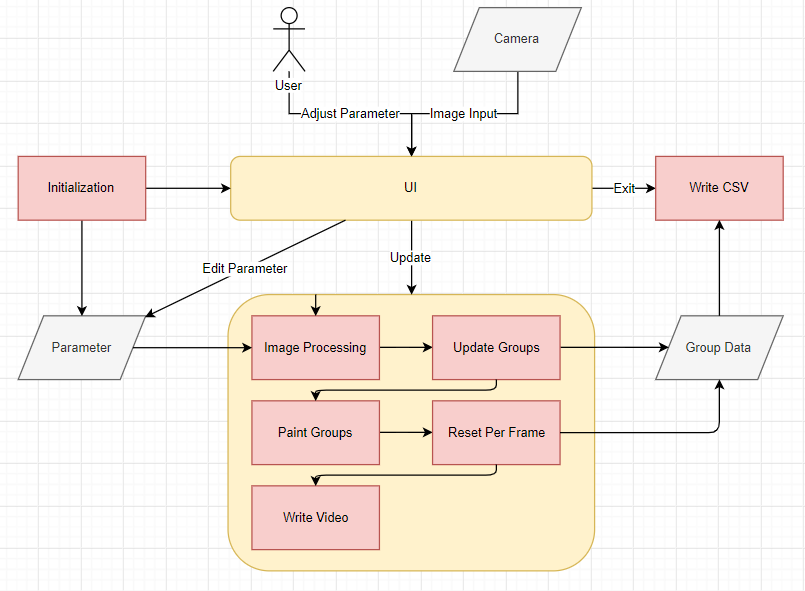 Camera
User
Adjust Parameter
Image Input
Initialization
UI
Exit
Write CSV
Edit Parameter
Update
Parameter
Image Processing
Update Groups
Group Data
Paint Groups
Reset Per Frame
Write Video